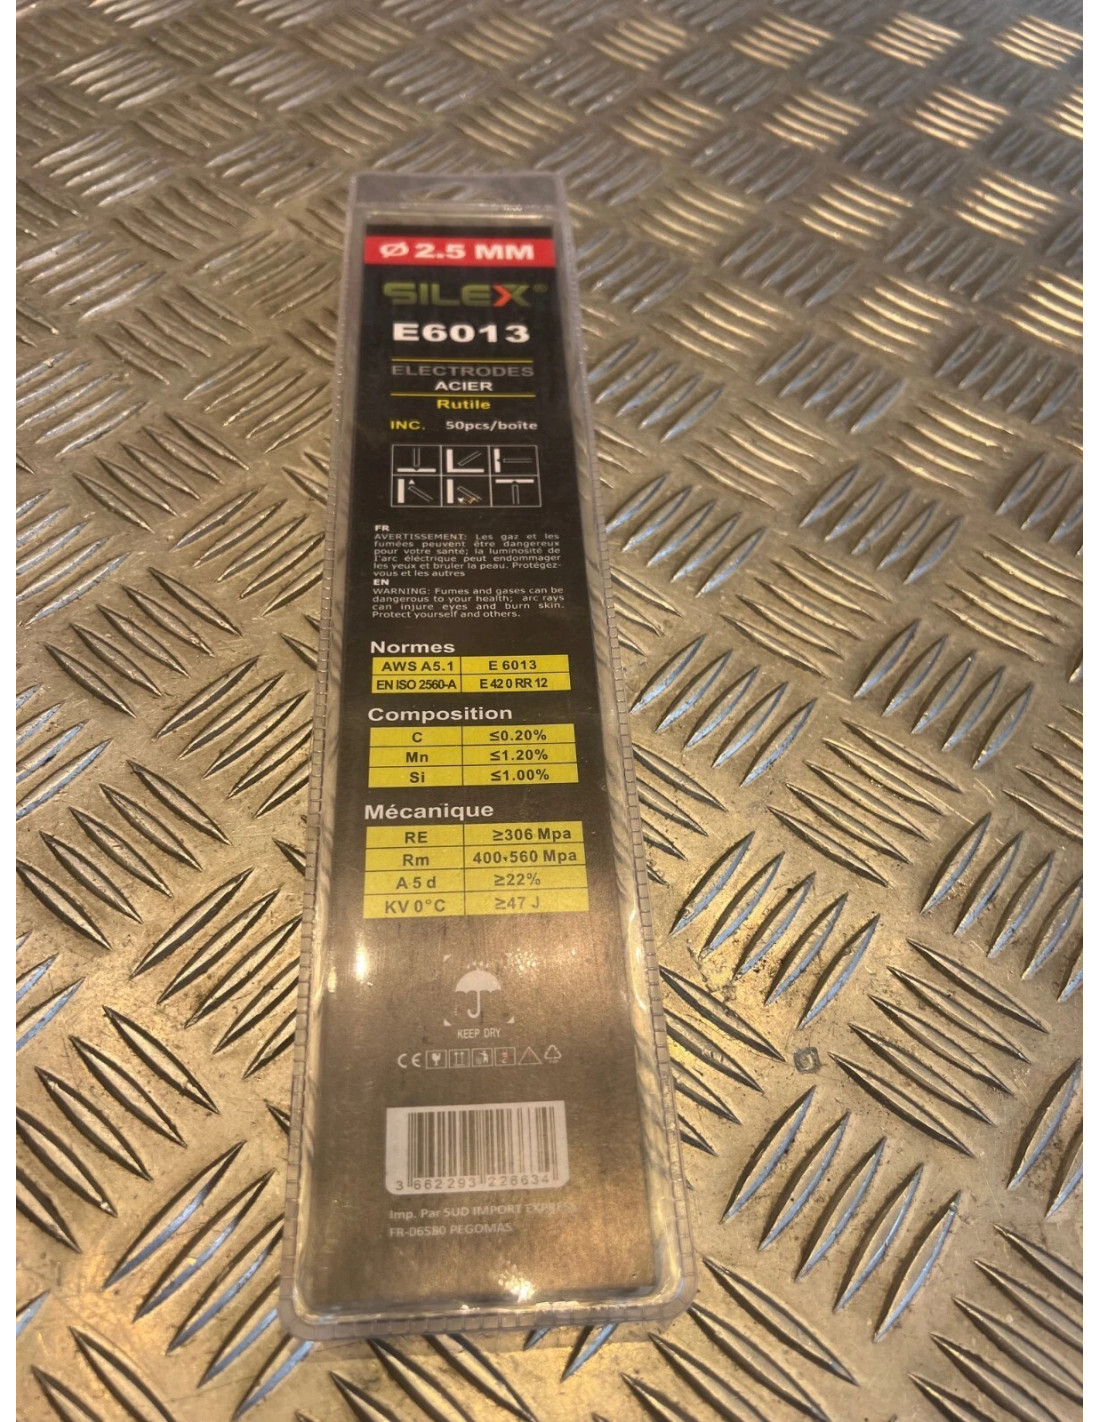 Ø 2.5 MM
SILEX®
E6013
ELECTRODES
ACIER
Rutile
INC. 50pcs/boîte
FR
AVERTISSEMENT: Les gaz et les
fumées peuvent être dangereux
pour votre santé; la luminosité de
l'arc électrique peut endommager
les yeux et bruler la peau. Protégez-
vous et les autres
EN
WARNING: Fumes and gases can be
dangerous to your health; arc rays
can injure eyes and burn skin.
Protect yourself and others.
Normes
AWS A5.1 E 6013
EN ISO 2560-A E 42 0 RR 12
Composition
C ≤0.20%
Mn ≤1.20%
Si ≤1.00%
Mécanique
RE ≥306 Mpa
Rm 400-560 Mpa
A 5 d ≥22%
KV 0°C ≥47 J
KEEP DRY
CE
3 662293 226634
Imp. Par SUD IMPORT EXPRESS
FR-06580 PEGOMAS